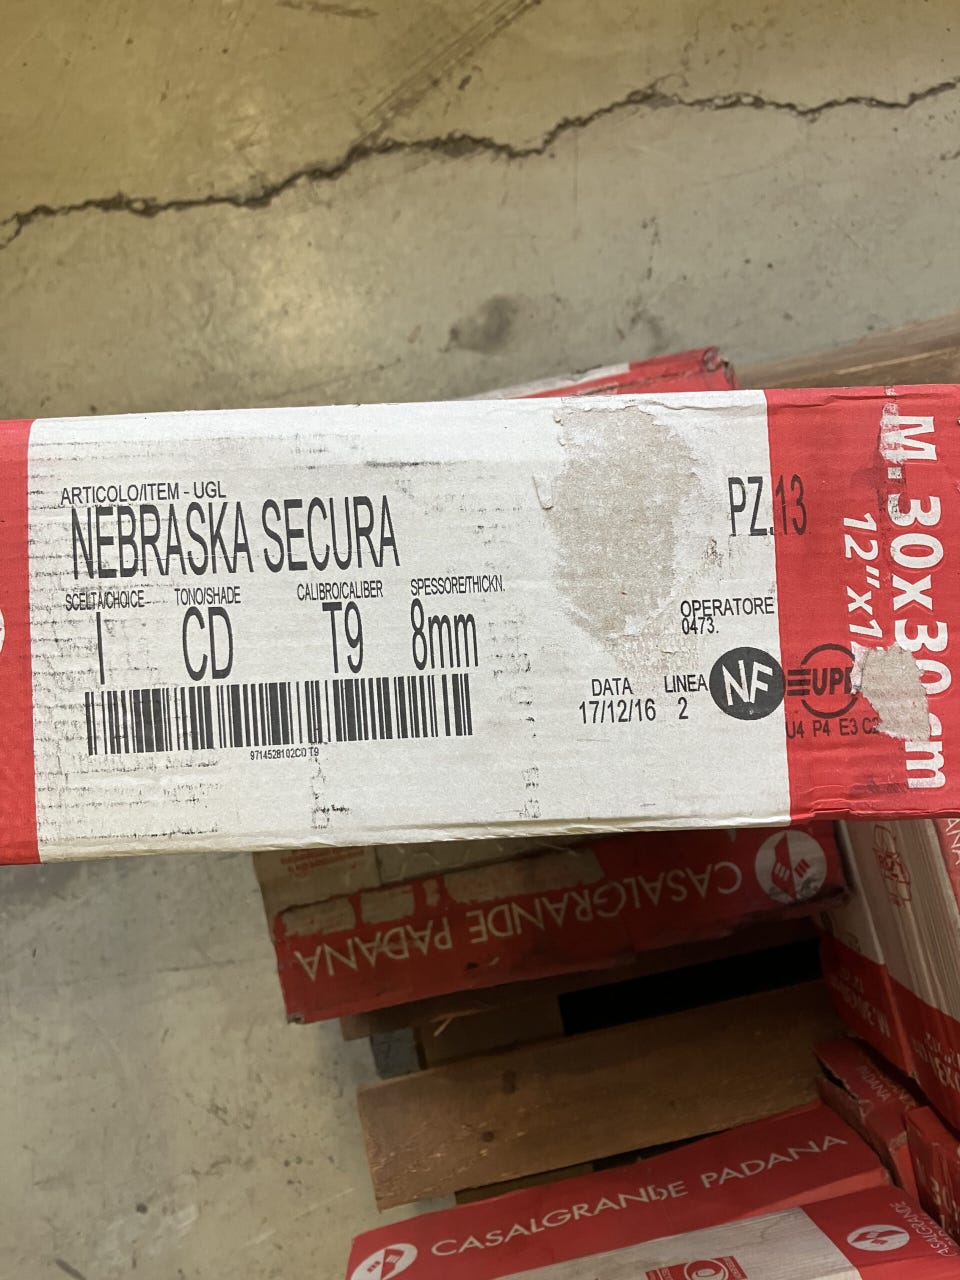 ARTICOLO/ITEM - UGL
NEBRASKA SECURA
SCELTA/CHOICE TONO/SHADE CALIBRO/CALIBER SPESSORE/THICKN.
I CD T9 8mm
9714528102CD T9
PZ.13
OPERATORE
0473.
DATA LINEA
17/12/16 2
NF
U4 P4 E3
M.30x30cm
CASALGRANDE PADANA
CASALGRANDE PADANA
CASALGRANDE